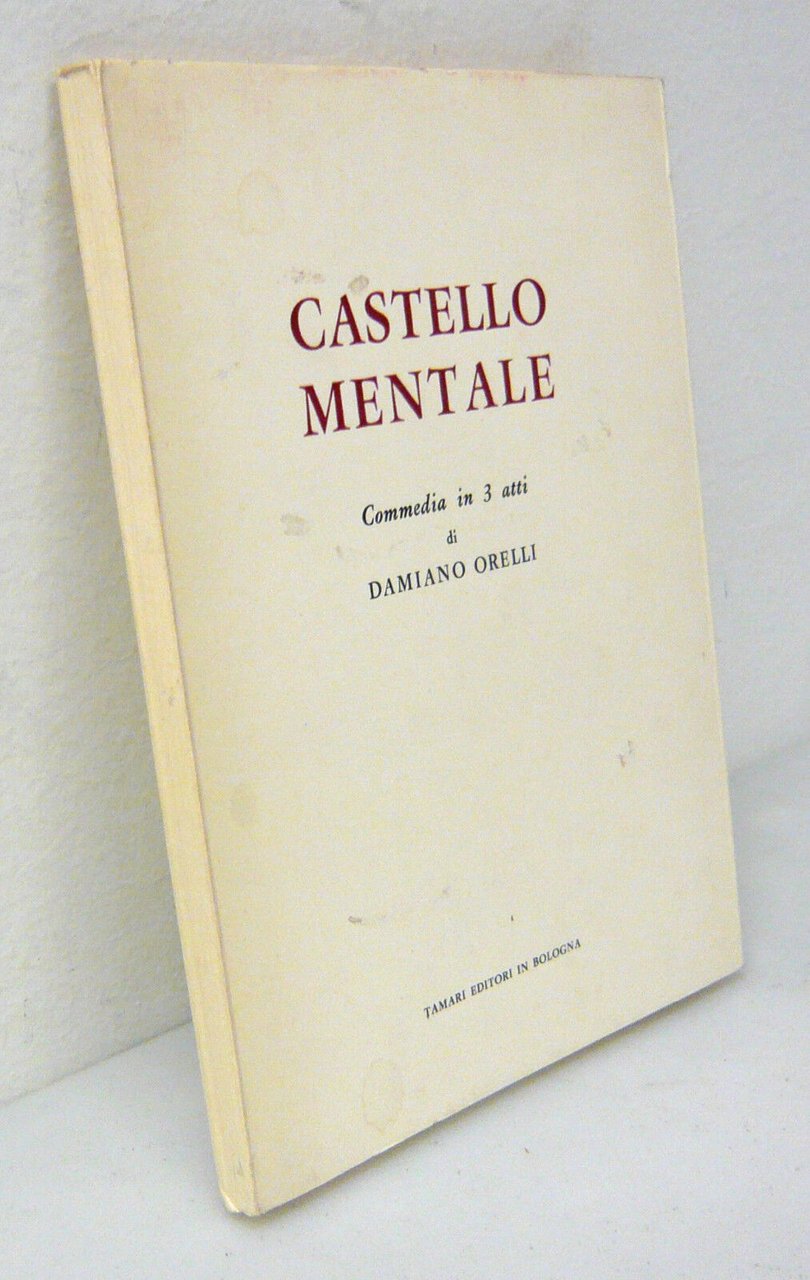 CASTELLO
MENTALE
Commedia in 3 atti
di
DAMIANO ORELLI
TAMARI EDITORI IN BOLOGNA